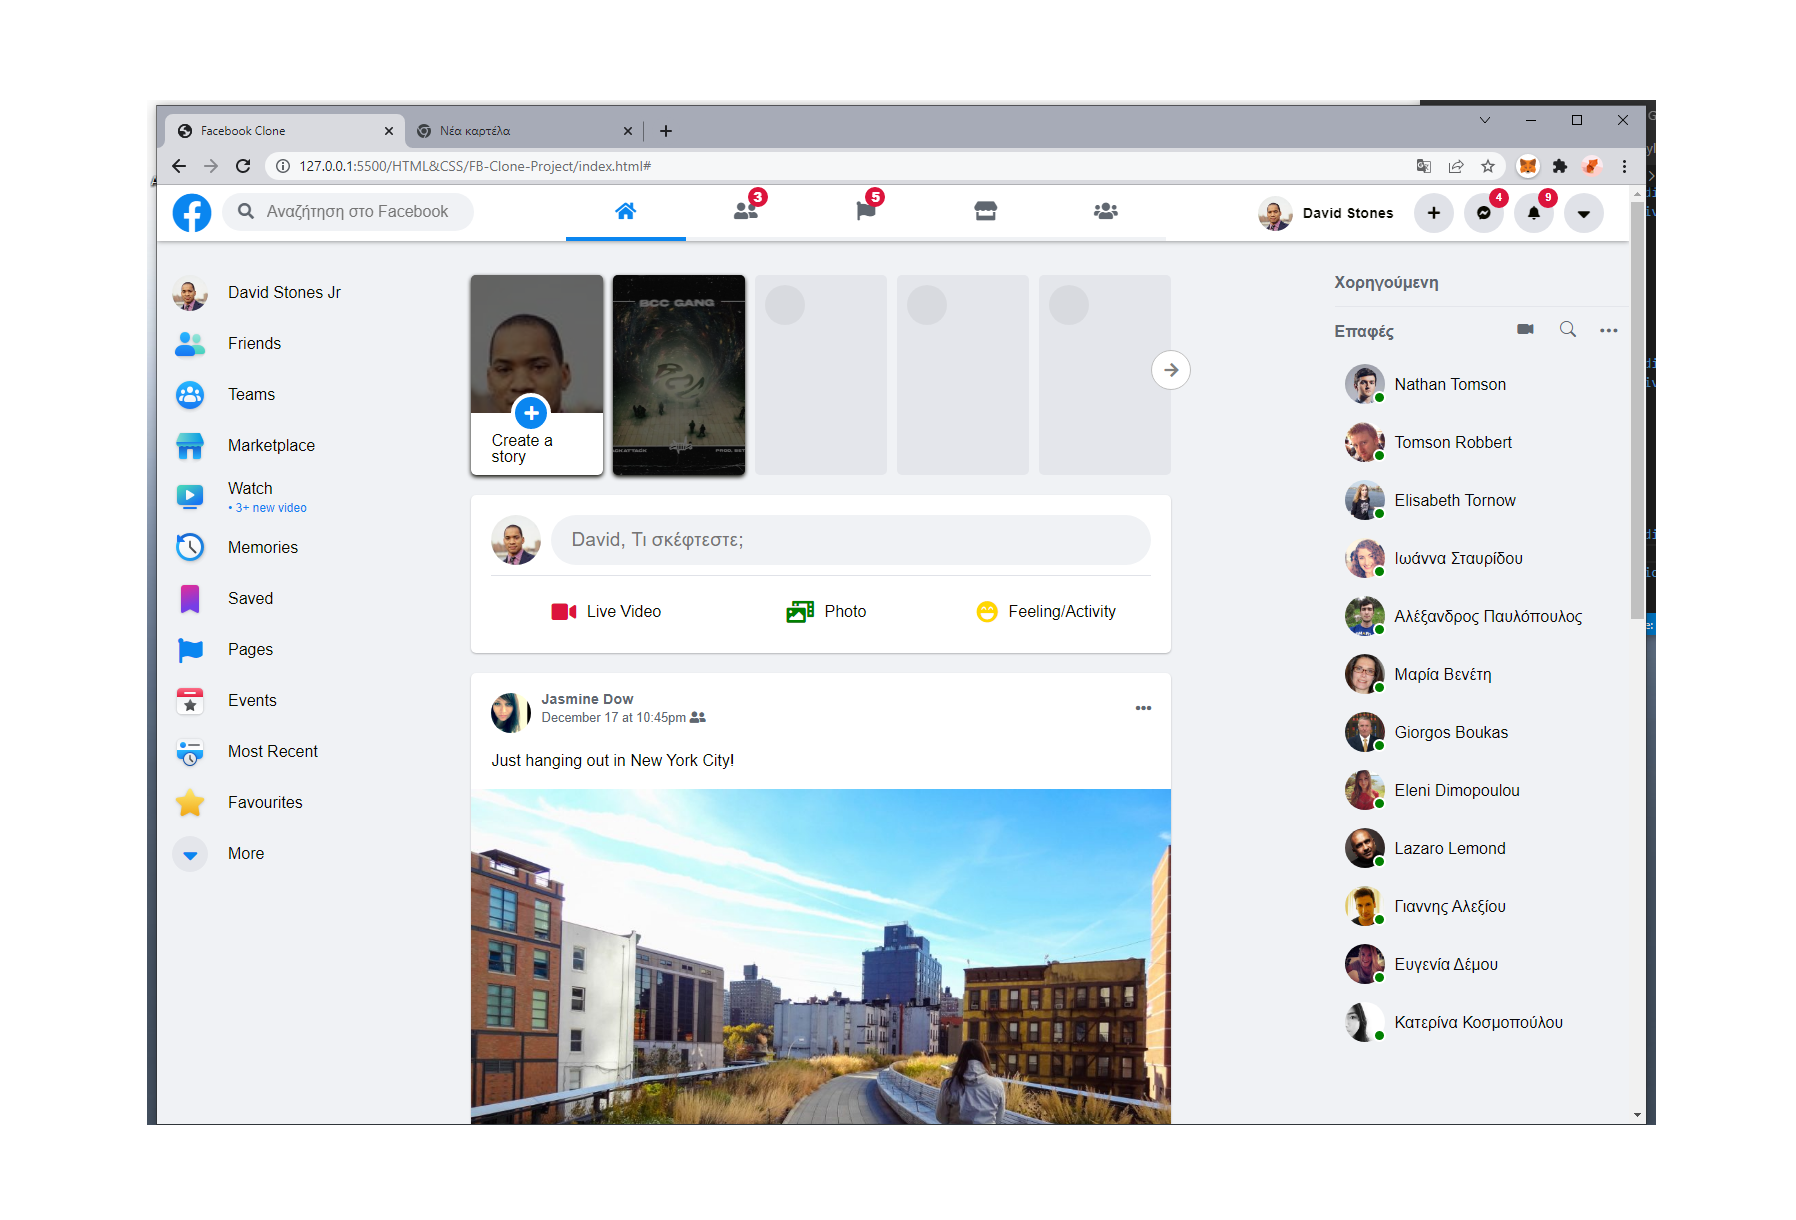 Facebook Clone
Νέα καρτέλα
127.0.0.1:5500/HTML&CSS/FB-Clone-Project/index.html#
Αναζήτηση στο Facebook
3
5
David Stones
4
9
David Stones Jr
Friends
Teams
Marketplace
Watch
• 3+ new video
Memories
Saved
Pages
Events
Most Recent
Favourites
More
Create a
story
BCC GANG
David, Τι σκέφτεστε;
Live Video
Photo
Feeling/Activity
Jasmine Dow
December 17 at 10:45pm
Just hanging out in New York City!
Χορηγούμενη
Επαφές
Nathan Tomson
Tomson Robbert
Elisabeth Tornow
Ιωάννα Σταυρίδου
Αλέξανδρος Παυλόπουλος
Μαρία Βενέτη
Giorgos Boukas
Eleni Dimopoulou
Lazaro Lemond
Γιαννης Αλεξίου
Ευγενία Δέμου
Κατερίνα Κοσμοπούλου